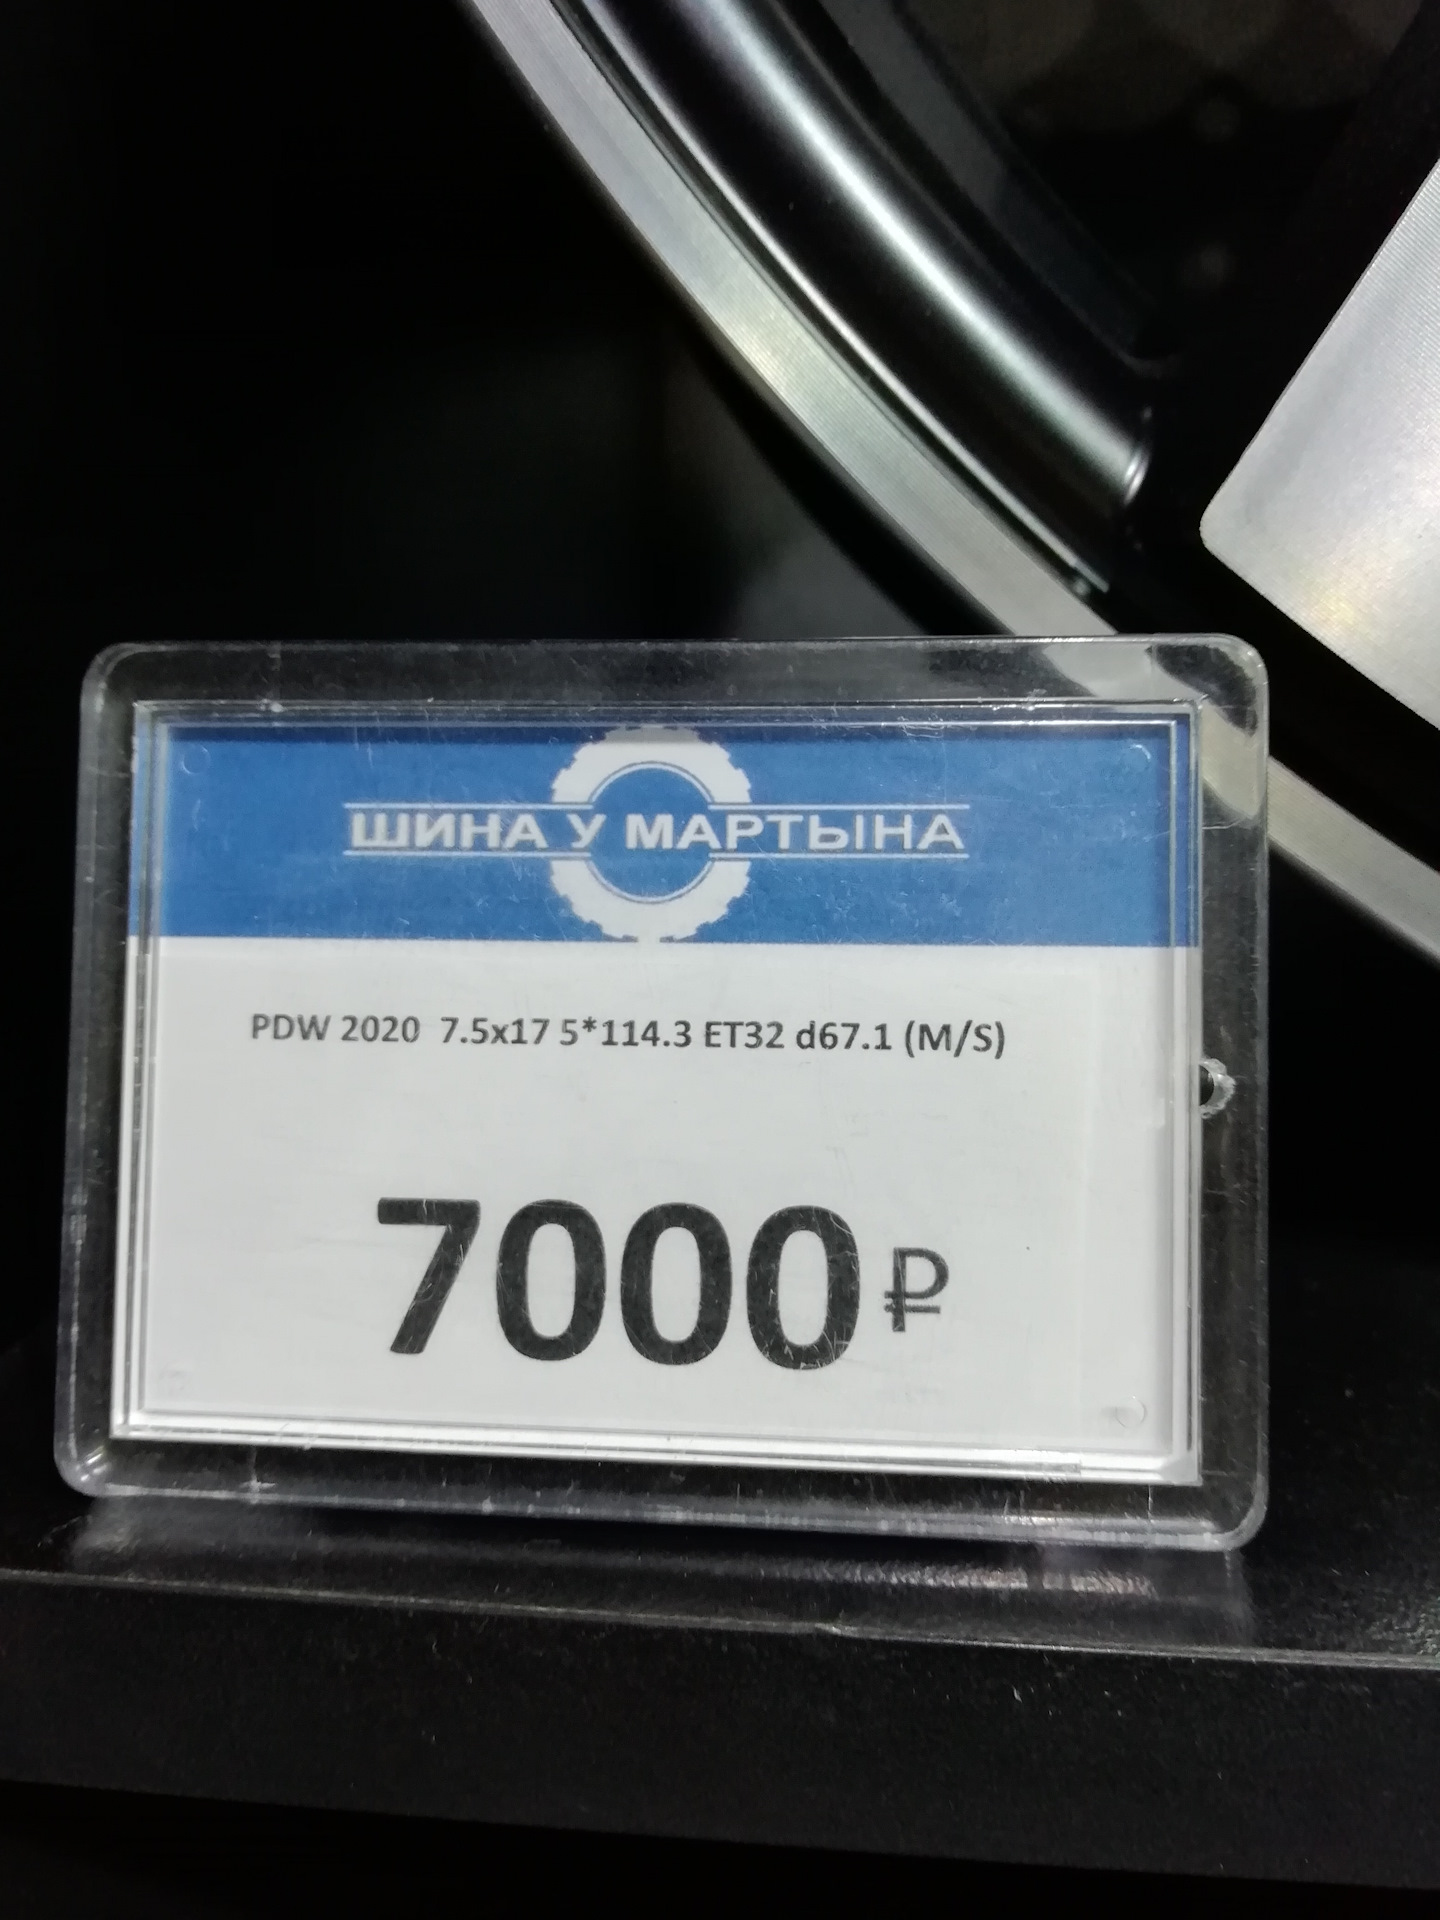 ШИНА У МАРТЫНА
PDW 2020 7.5x17 5*114.3 ET32 d67.1 (M/S)
7000 ₽